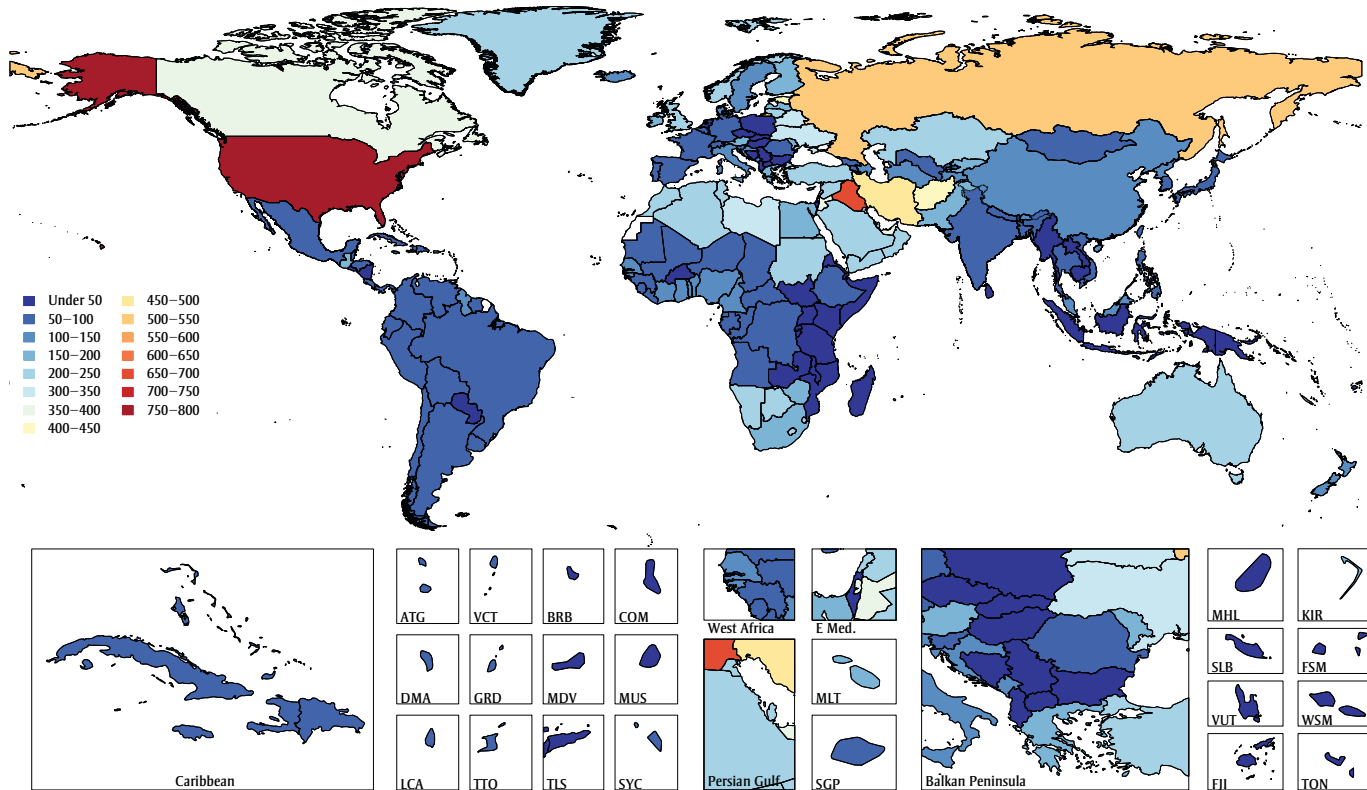 Under 50
50–100
100–150
150–200
200–250
300–350
350–400
400–450
450–500
500–550
550–600
600–650
650–700
700–750
750–800
Caribbean
ATG
VCT
BRB
COM
DMA
GRD
MDV
MUS
LCA
TTO
TLS
SYC
West Africa
E Med.
Persian Gulf
MLT
SGP
Balkan Peninsula
MHL
KIR
SLB
FSM
VUT
WSM
FJI
TON